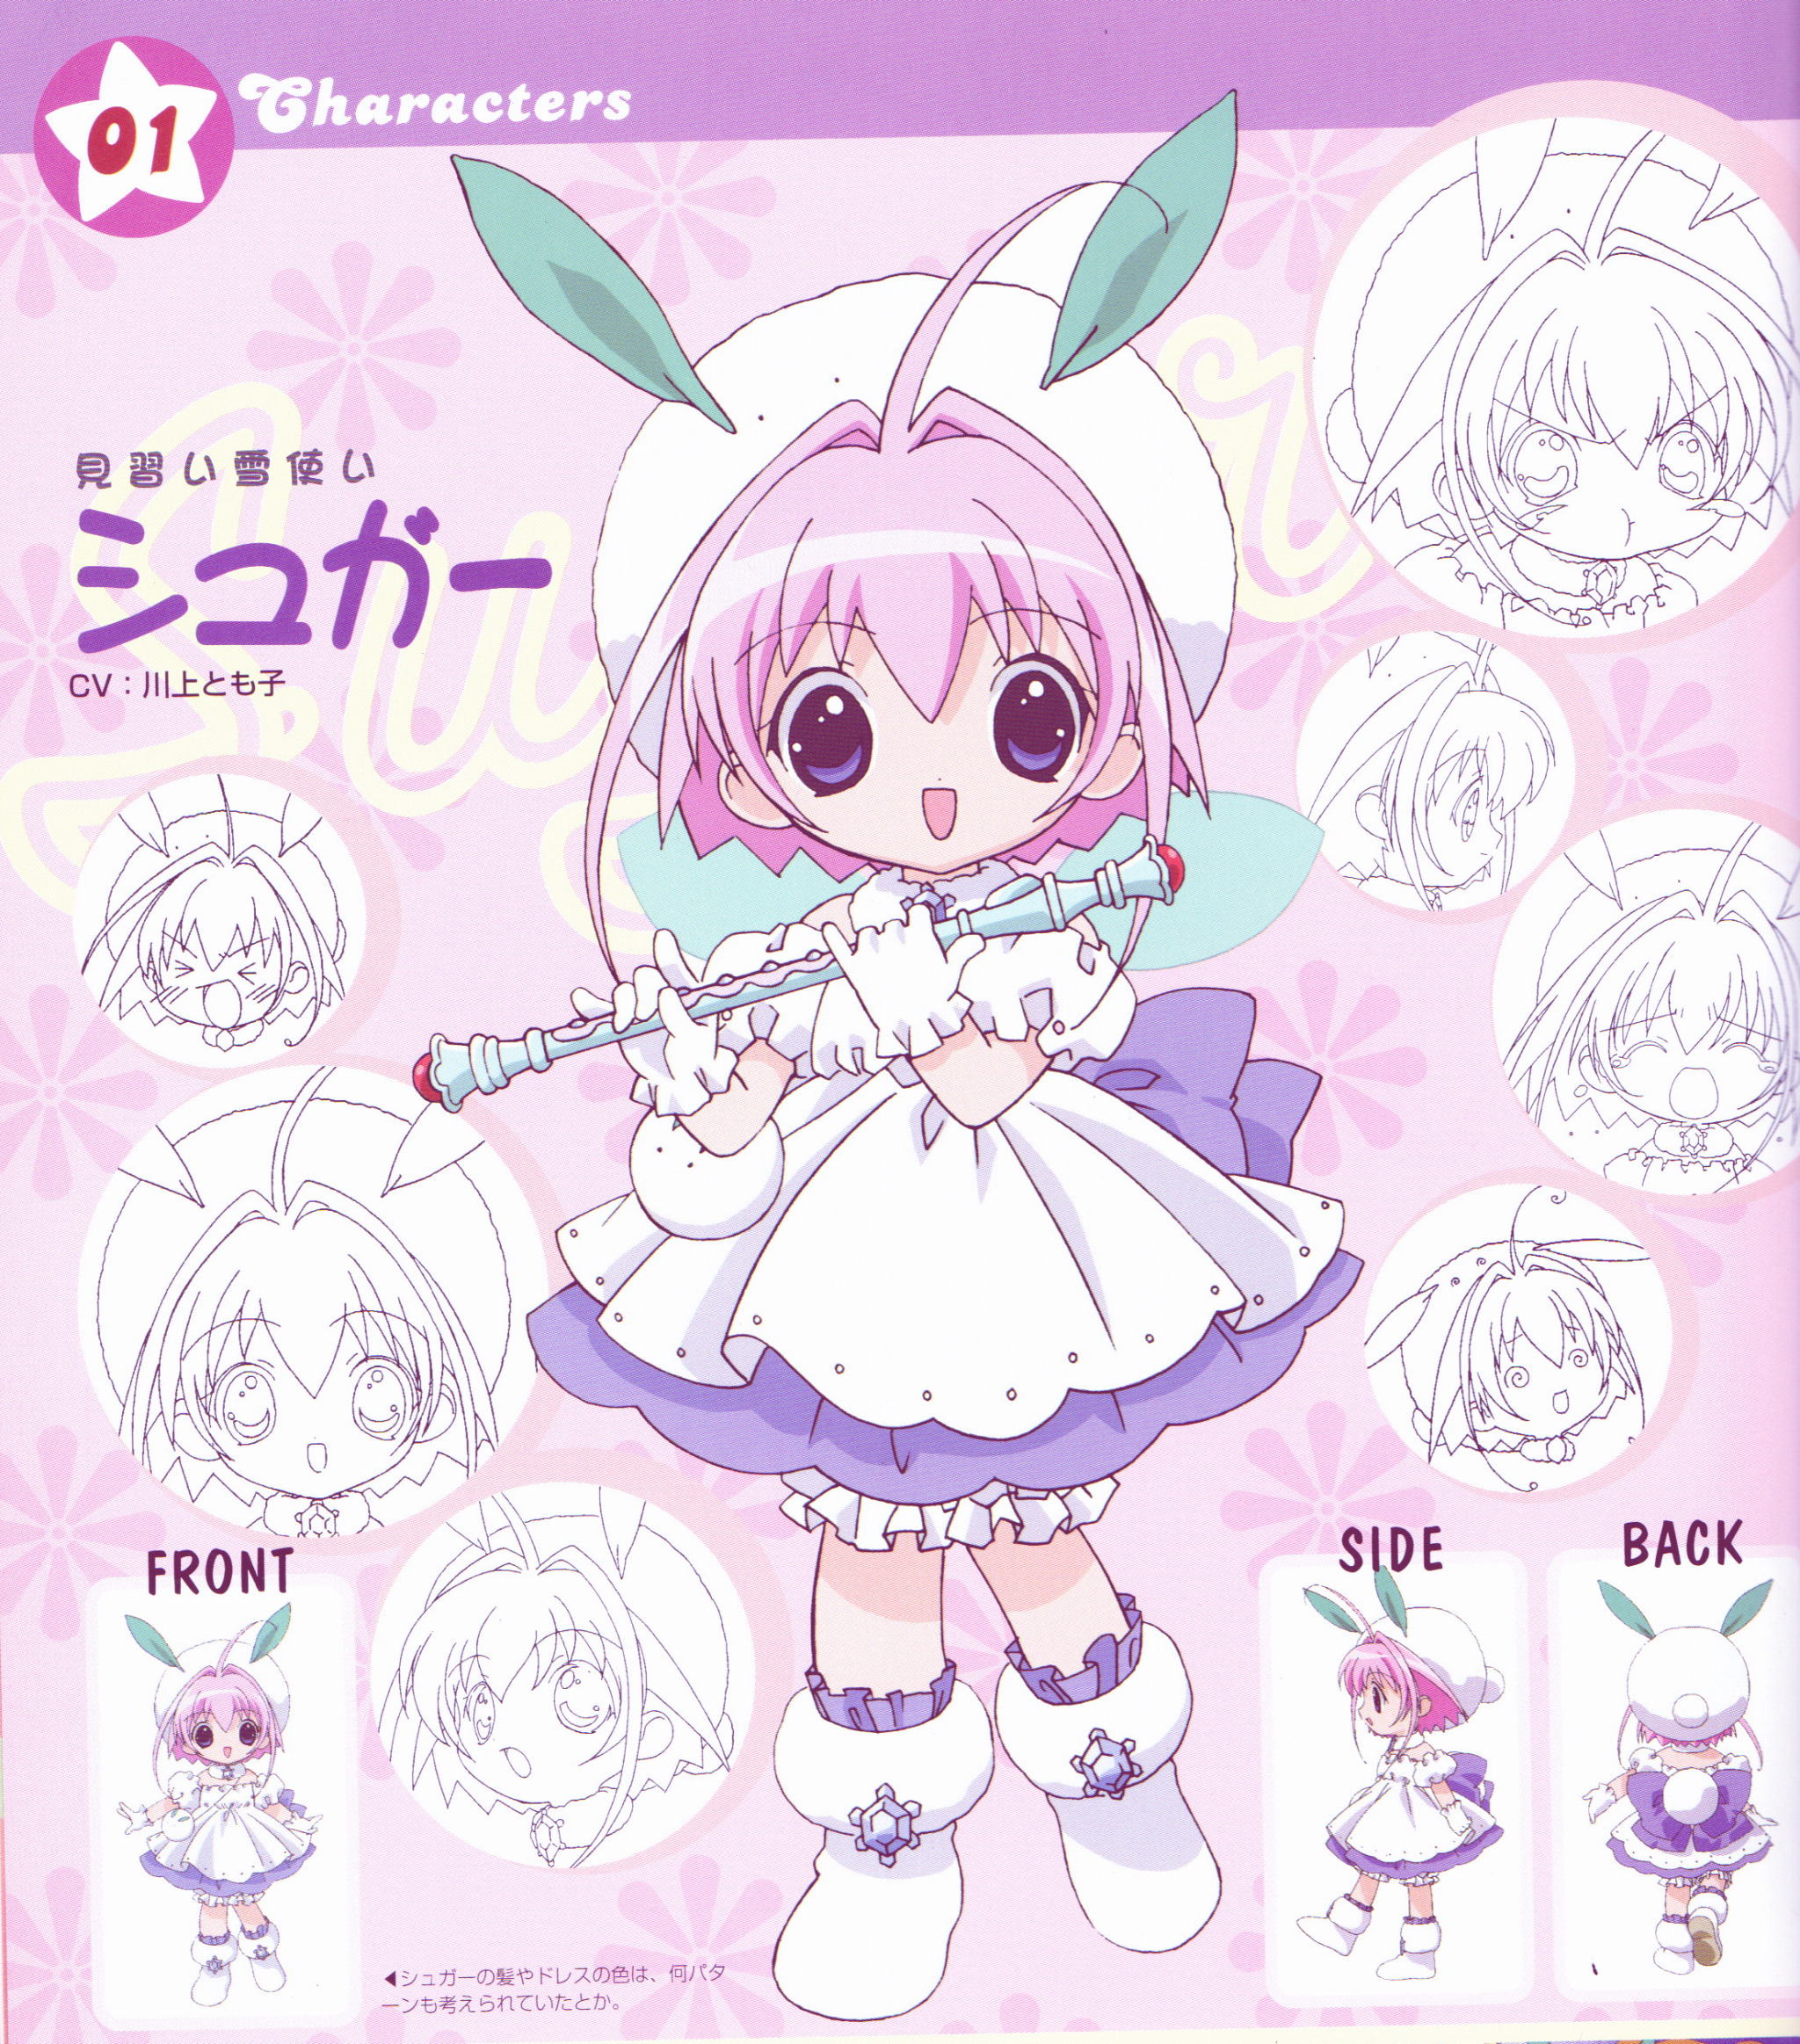 01
Characters
Sugar
見習い雪使い
シュガー
CV：川上とも子
FRONT
SIDE
BACK
◀シュガーの髪やドレスの色は、何パタ
ーンも考えられていたとか。